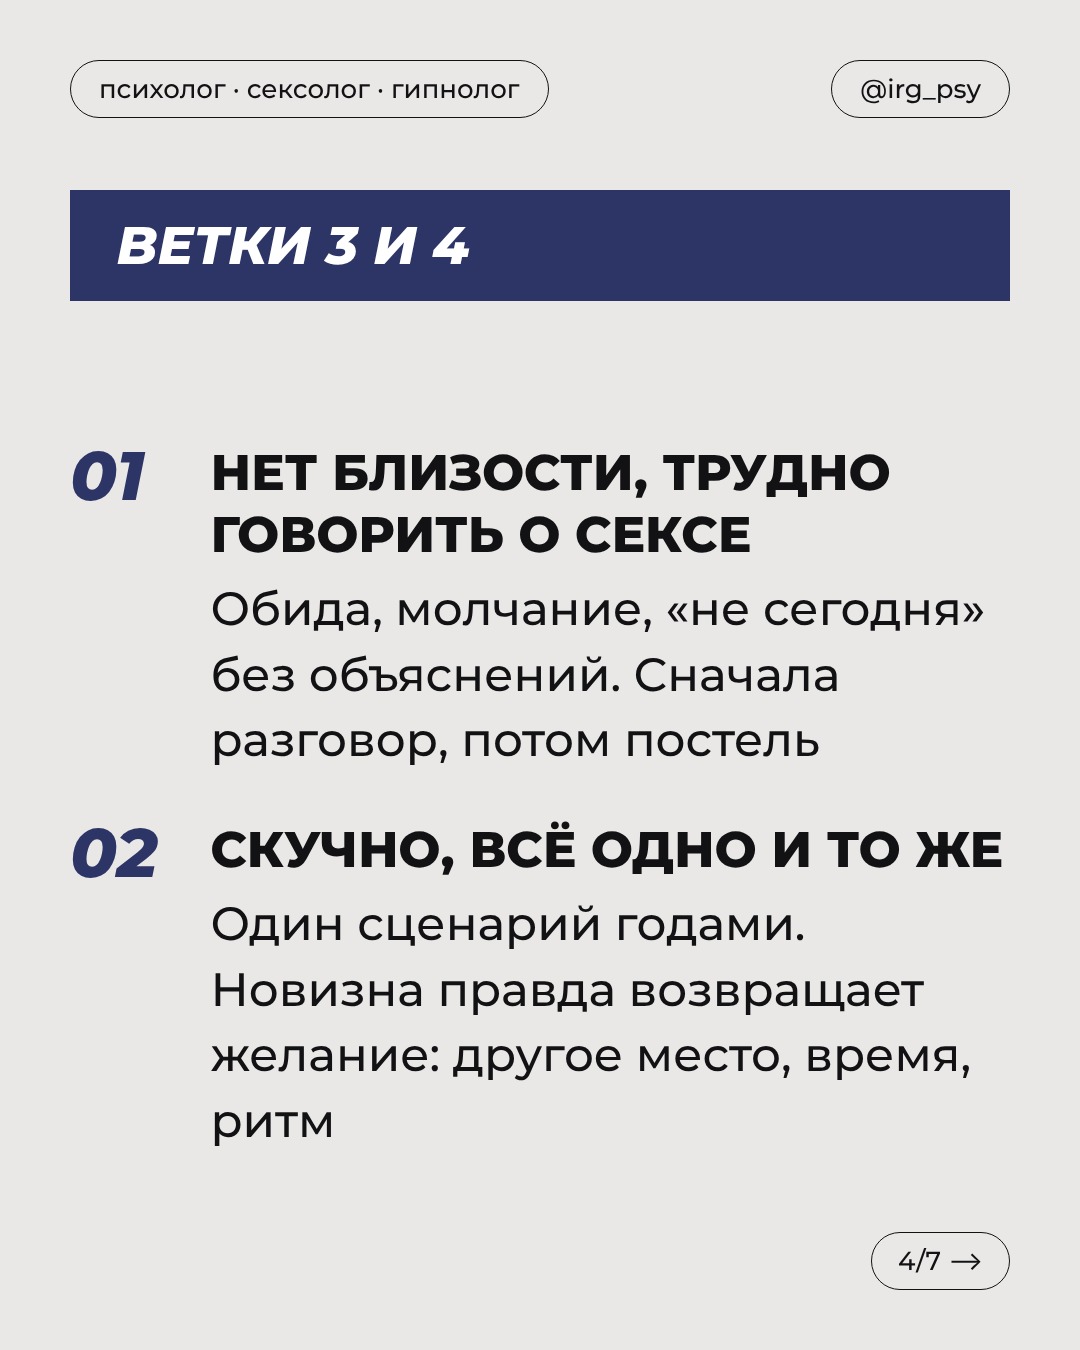 психолог · сексолог · гипнолог
@irg_psy
ВЕТКИ 3 И 4
01
НЕТ БЛИЗОСТИ, ТРУДНО
ГОВОРИТЬ О СЕКСЕ
Обида, молчание, «не сегодня»
без объяснений. Сначала
разговор, потом постель
02
СКУЧНО, ВСЁ ОДНО И ТО ЖЕ
Один сценарий годами.
Новизна правда возвращает
желание: другое место, время,
ритм
4/7 →